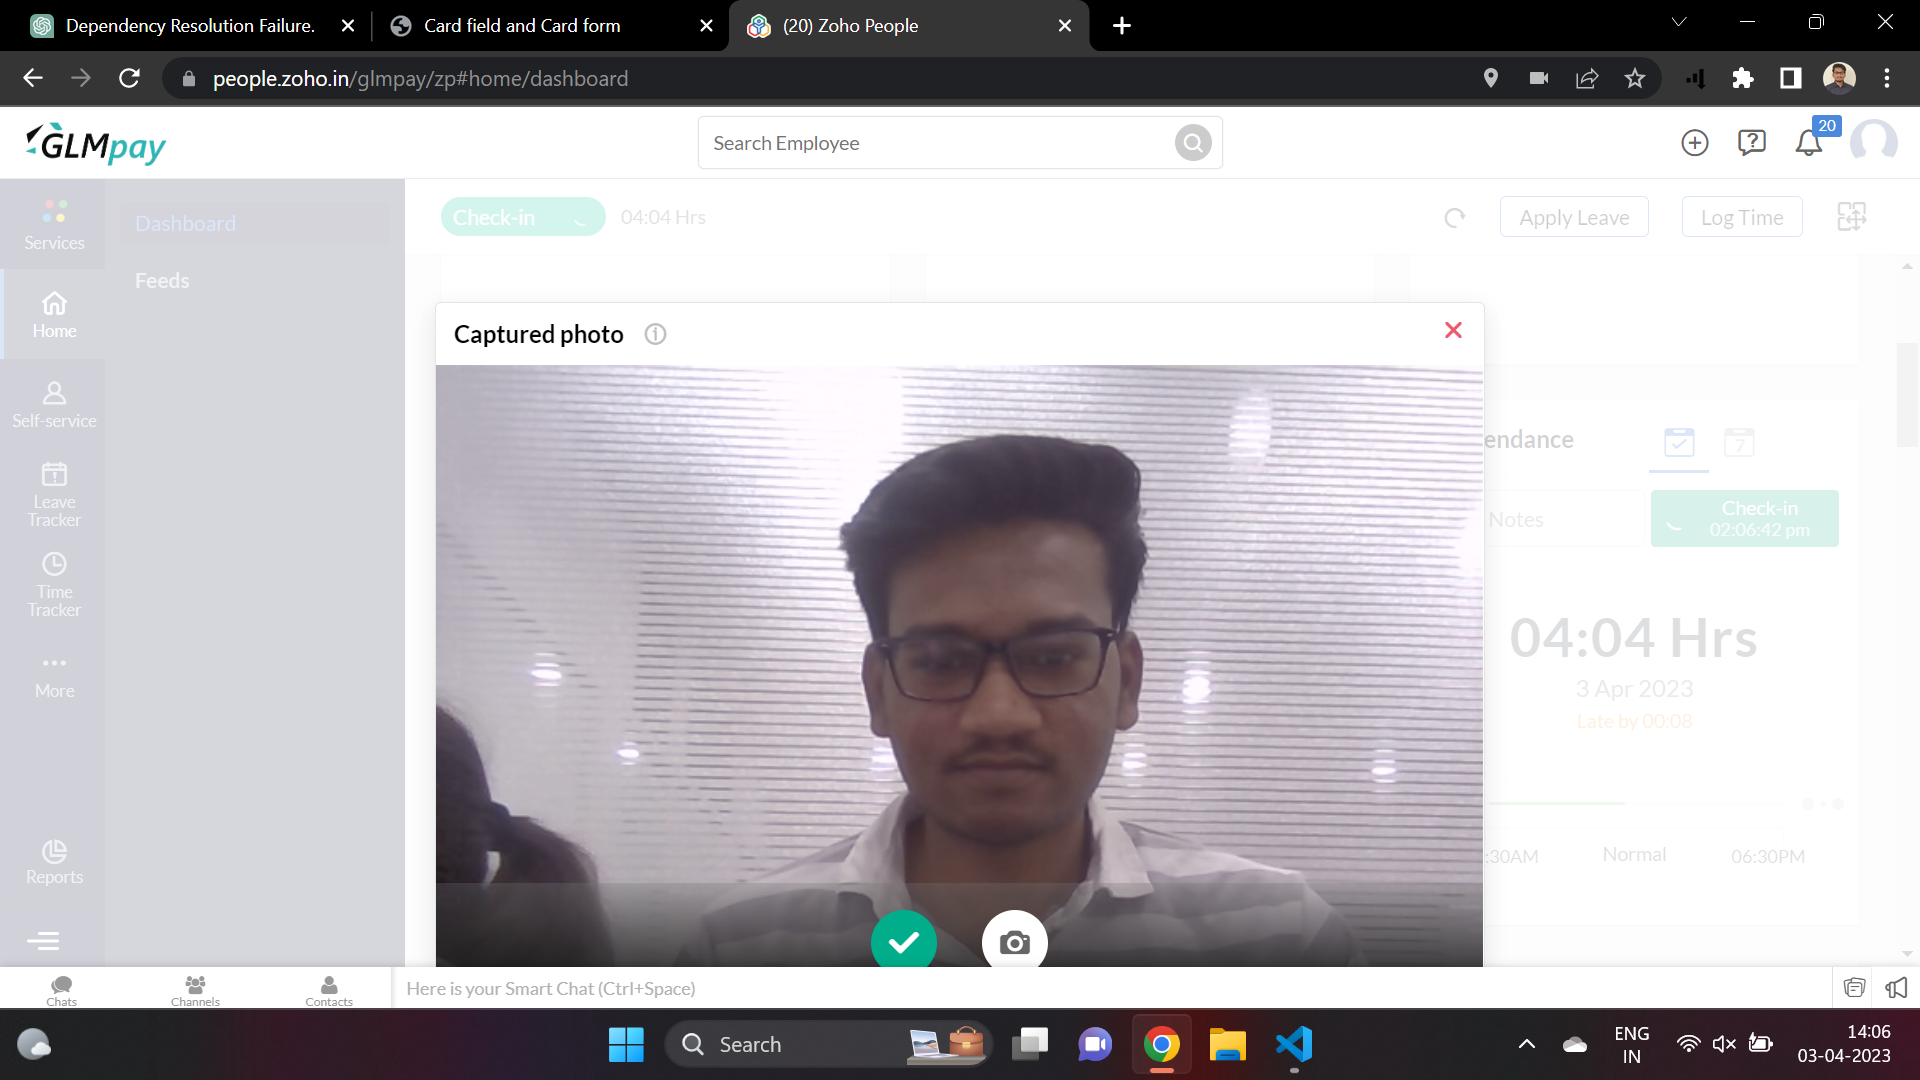 Dependency Resolution Failure.
Card field and Card form
(20) Zoho People
people.zoho.in/glmpay/zp#home/dashboard
GLMpay
Search Employee
20
Services
Dashboard
Check-in
04:04 Hrs
Apply Leave
Log Time
Feeds
Home
Captured photo
Self-service
endance
7
Notes
Check-in
02:06:42 pm
Leave
Tracker
Time
Tracker
04:04 Hrs
3 Apr 2023
Late by 00:08
More
:30AM
Normal
06:30PM
Reports
Chats
Channels
Contacts
Here is your Smart Chat (Ctrl+Space)
Search
ENG
IN
14:06
03-04-2023